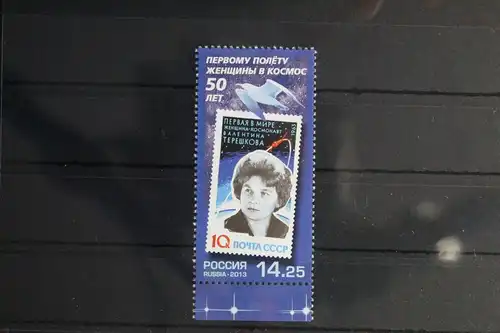 ПЕРВОМУ ПОЛЁТУ
ЖЕНЩИНЫ В КОСМОС
50
ЛЕТ
ПЕРВАЯ В МИРЕ
ЖЕНЩИНА-КОСМОНАВТ
ВАЛЕНТИНА
ТЕРЕШКОВА
1963
10 ПОЧТА СССР
РОССИЯ
RUSSIA-2013
14.25